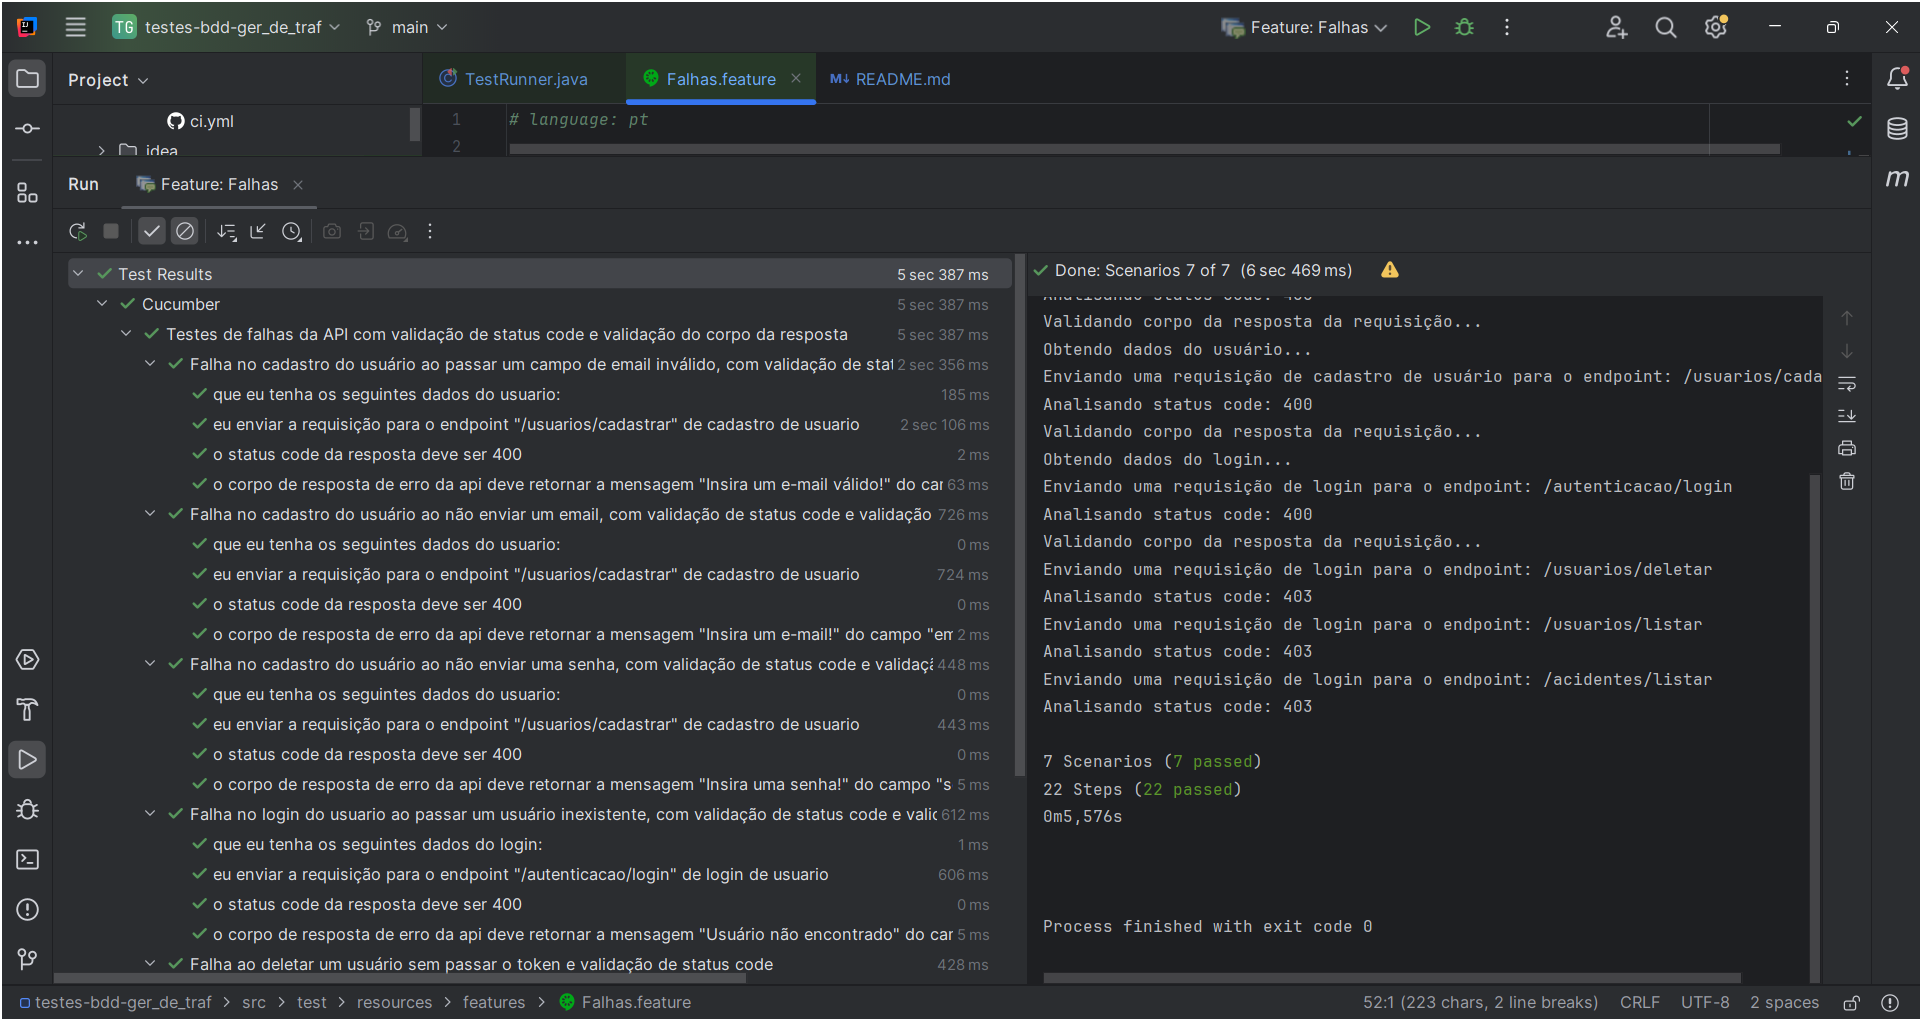 TG testes-bdd-ger_de_traf main Feature: Falhas
Project
TestRunner.java Falhas.feature README.md
ci.yml
idea
1 # language: pt
2
Run Feature: Falhas
Test Results 5 sec 387 ms
Cucumber 5 sec 387 ms
Testes de falhas da API com validação de status code e validação do corpo da resposta 5 sec 387 ms
Falha no cadastro do usuário ao passar um campo de email inválido, com validação de stat 2 sec 356 ms
que eu tenha os seguintes dados do usuario: 185 ms
eu enviar a requisição para o endpoint "/usuarios/cadastrar" de cadastro de usuario 2 sec 106 ms
o status code da resposta deve ser 400 2 ms
o corpo de resposta de erro da api deve retornar a mensagem "Insira um e-mail válido!" do car 63 ms
Falha no cadastro do usuário ao não enviar um email, com validação de status code e validação 726 ms
que eu tenha os seguintes dados do usuario: 0 ms
eu enviar a requisição para o endpoint "/usuarios/cadastrar" de cadastro de usuario 724 ms
o status code da resposta deve ser 400 0 ms
o corpo de resposta de erro da api deve retornar a mensagem "Insira um e-mail!" do campo "em 2 ms
Falha no cadastro do usuário ao não enviar uma senha, com validação de status code e validaçã 448 ms
que eu tenha os seguintes dados do usuario: 0 ms
eu enviar a requisição para o endpoint "/usuarios/cadastrar" de cadastro de usuario 443 ms
o status code da resposta deve ser 400 0 ms
o corpo de resposta de erro da api deve retornar a mensagem "Insira uma senha!" do campo "s 5 ms
Falha no login do usuario ao passar um usuário inexistente, com validação de status code e valic 612 ms
que eu tenha os seguintes dados do login: 1 ms
eu enviar a requisição para o endpoint "/autenticacao/login" de login de usuario 606 ms
o status code da resposta deve ser 400 0 ms
o corpo de resposta de erro da api deve retornar a mensagem "Usuário não encontrado" do car 5 ms
Falha ao deletar um usuário sem passar o token e validação de status code 428 ms
Done: Scenarios 7 of 7 (6 sec 469 ms)
Analisando status code: 400
Validando corpo da resposta da requisição...
Obtendo dados do usuário...
Enviando uma requisição de cadastro de usuário para o endpoint: /usuarios/cada
Analisando status code: 400
Validando corpo da resposta da requisição...
Obtendo dados do login...
Enviando uma requisição de login para o endpoint: /autenticacao/login
Analisando status code: 400
Validando corpo da resposta da requisição...
Enviando uma requisição de login para o endpoint: /usuarios/deletar
Analisando status code: 403
Enviando uma requisição de login para o endpoint: /usuarios/listar
Analisando status code: 403
Enviando uma requisição de login para o endpoint: /acidentes/listar
Analisando status code: 403
7 Scenarios (7 passed)
22 Steps (22 passed)
0m5,576s
Process finished with exit code 0
testes-bdd-ger_de_traf > src > test > resources > features > Falhas.feature 52:1 (223 chars, 2 line breaks) CRLF UTF-8 2 spaces